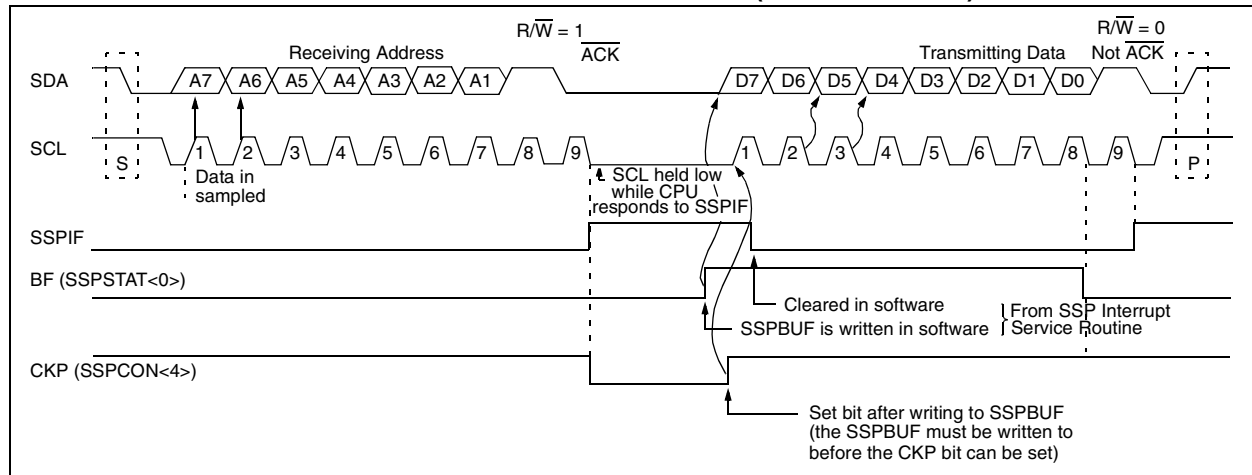 R/W = 1
ACK
R/W = 0
Receiving Address
Transmitting Data
Not ACK
SDA
A7 A6 A5 A4 A3 A2 A1
D7 D6 D5 D4 D3 D2 D1 D0
SCL
S
1 2 3 4 5 6 7 8 9
1 2 3 4 5 6 7 8 9
P
Data in
sampled
SCL held low
while CPU
responds to SSPIF
SSPIF
BF (SSPSTAT<0>)
Cleared in software
SSPBUF is written in software
From SSP Interrupt
Service Routine
CKP (SSPCON<4>)
Set bit after writing to SSPBUF
(the SSPBUF must be written to
before the CKP bit can be set)